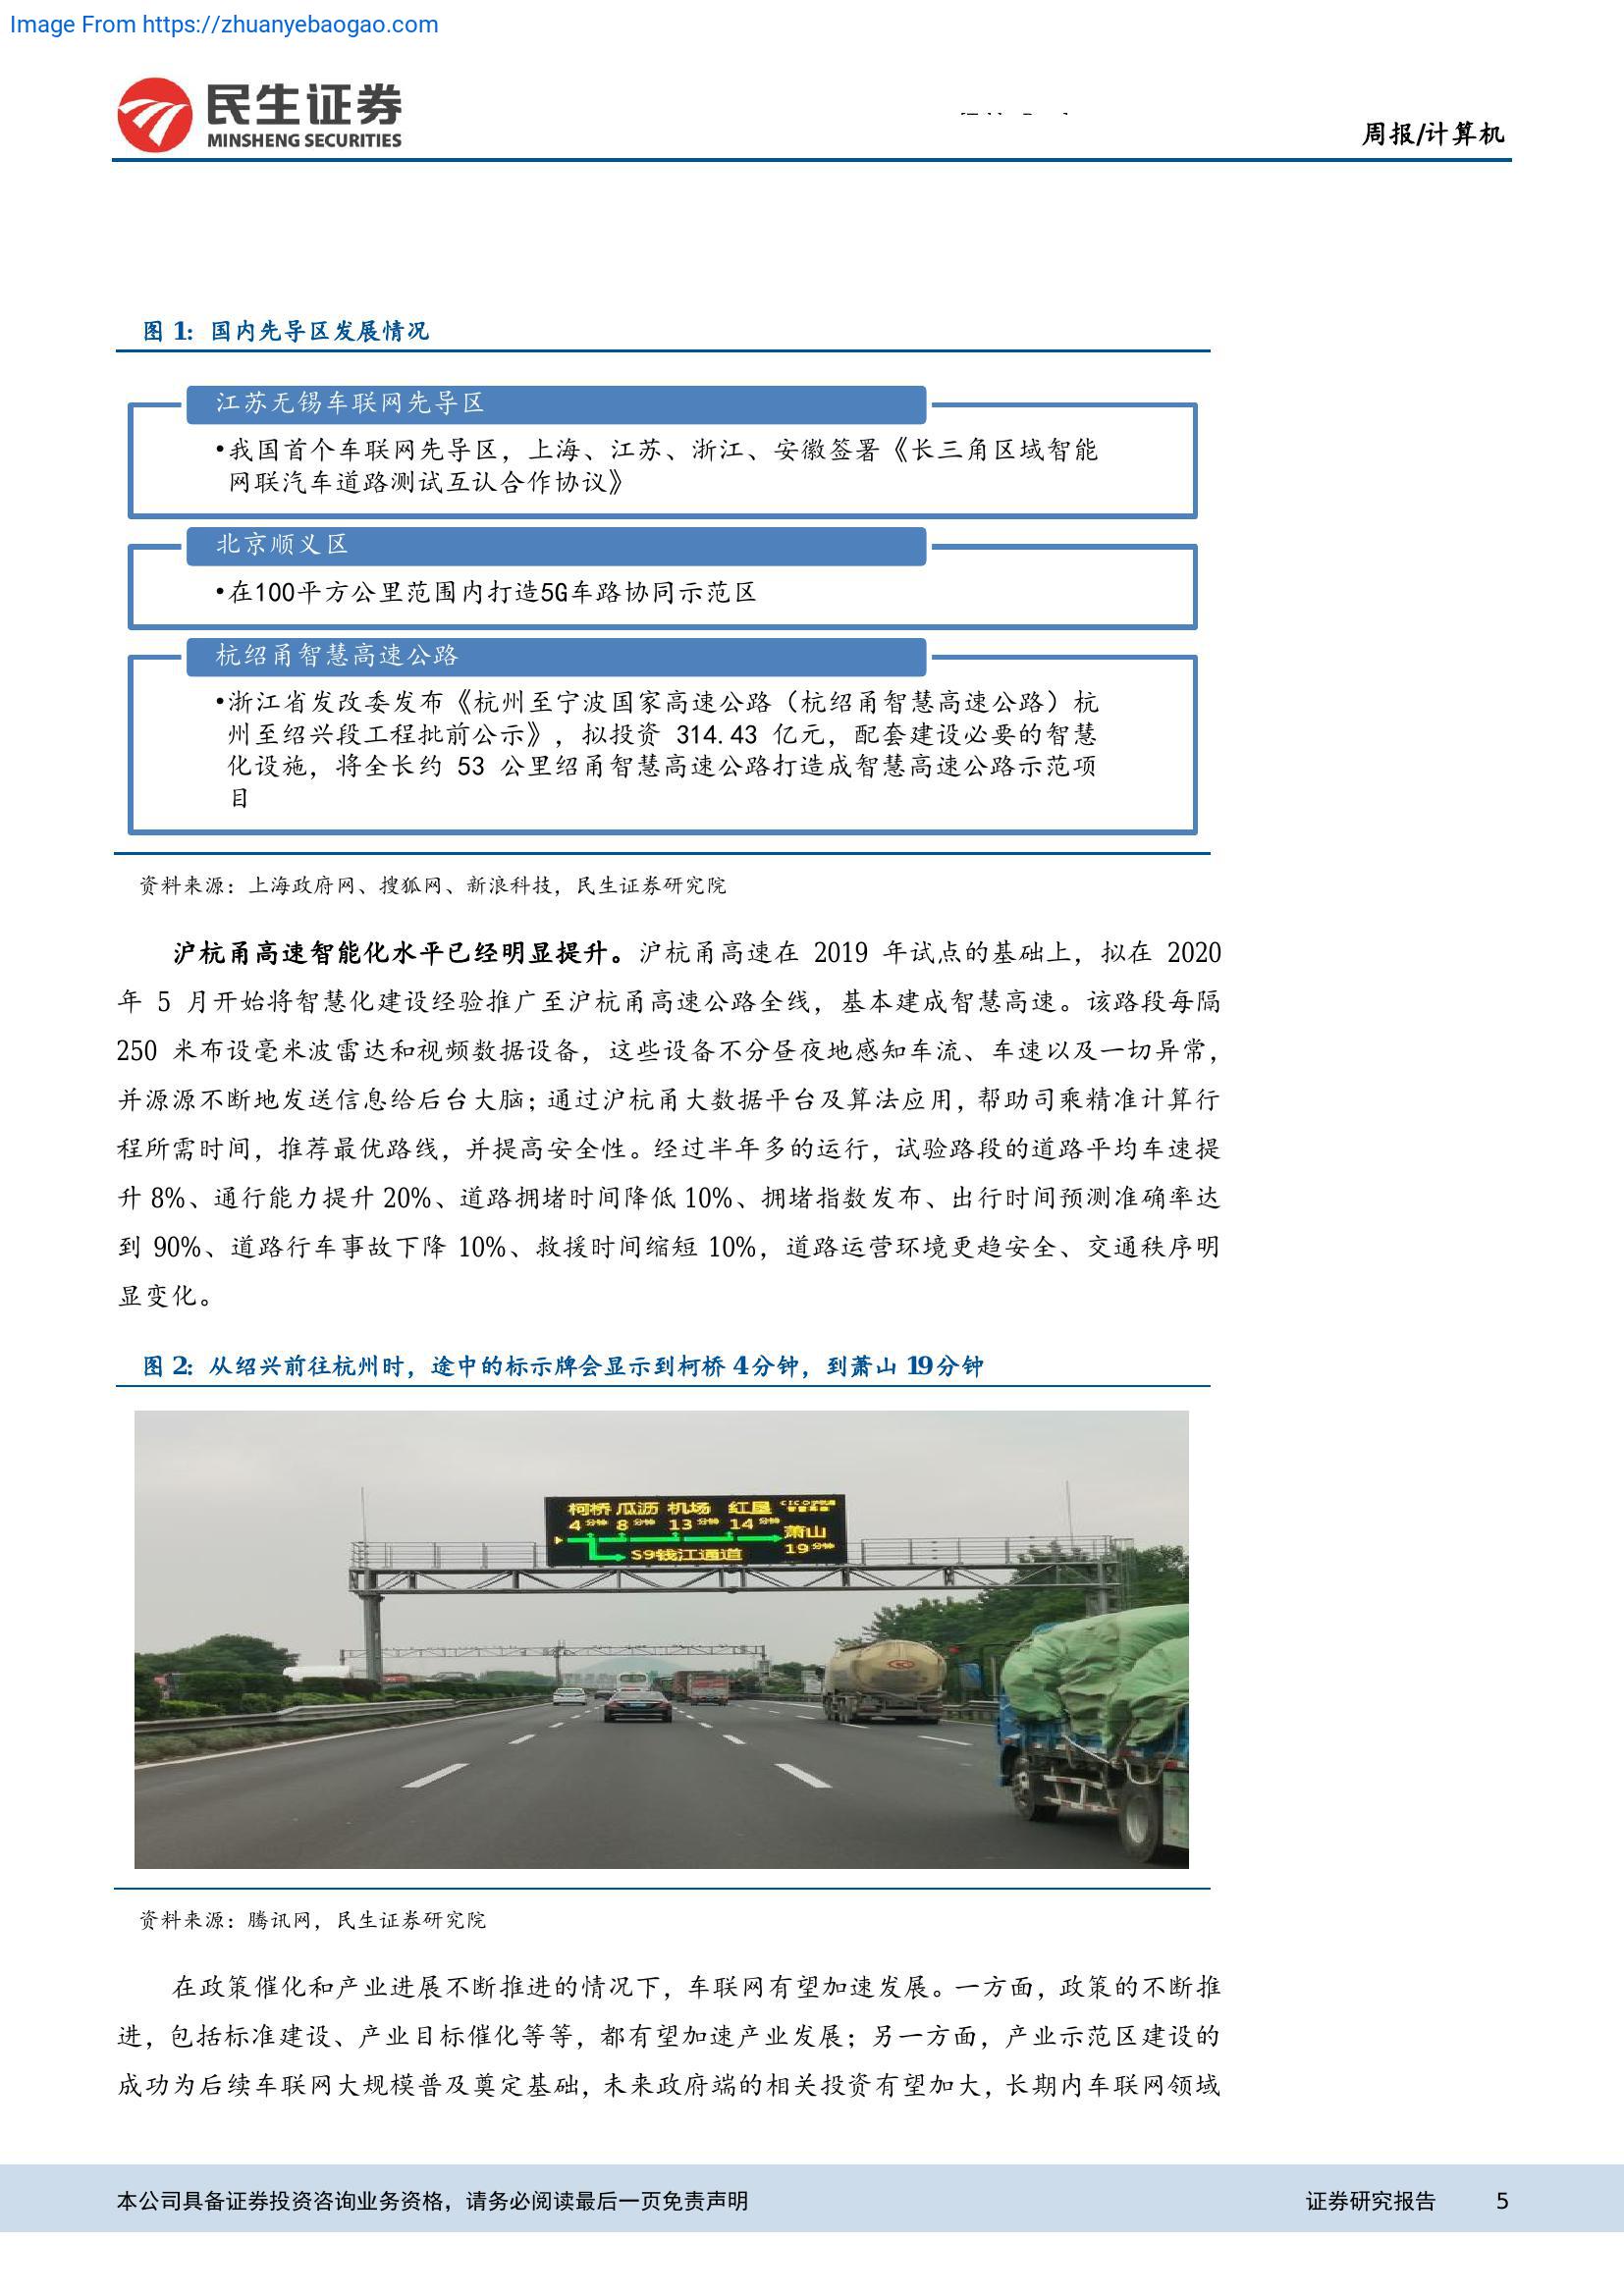 Image From https://zhuanyebaogao.com
民生证券
MINSHENG SECURITIES
周报/计算机
图 1: 国内先导区发展情况
江苏无锡车联网先导区
•我国首个车联网先导区，上海、江苏、浙江、安徽签署《长三角区域智能
网联汽车道路测试互认合作协议》
北京顺义区
•在100平方公里范围内打造5G车路协同示范区
杭绍甬智慧高速公路
•浙江省发改委发布《杭州至宁波国家高速公路（杭绍甬智慧高速公路）杭
州至绍兴段工程批前公示》，拟投资 314.43 亿元，配套建设必要的智慧
化设施，将全长约 53 公里绍甬智慧高速公路打造成智慧高速公路示范项
目
资料来源：上海政府网、搜狐网、新浪科技，民生证券研究院
沪杭甬高速智能化水平已经明显提升。沪杭甬高速在 2019 年试点的基础上，拟在 2020
年 5 月开始将智慧化建设经验推广至沪杭甬高速公路全线，基本建成智慧高速。该路段每隔
250 米布设毫米波雷达和视频数据设备，这些设备不分昼夜地感知车流、车速以及一切异常，
并源源不断地发送信息给后台大脑；通过沪杭甬大数据平台及算法应用，帮助司乘精准计算行
程所需时间，推荐最优路线，并提高安全性。经过半年多的运行，试验路段的道路平均车速提
升 8%、通行能力提升 20%、道路拥堵时间降低 10%、拥堵指数发布、出行时间预测准确率达
到 90%、道路行车事故下降 10%、救援时间缩短 10%，道路运营环境更趋安全、交通秩序明
显变化。
图 2: 从绍兴前往杭州时，途中的标示牌会显示到柯桥 4分钟，到萧山 19分钟
柯桥 瓜沥 机场 红垦
4分钟 8分钟 13分钟 14分钟
萧山
19分钟
S9钱江通道
资料来源：腾讯网，民生证券研究院
在政策催化和产业进展不断推进的情况下，车联网有望加速发展。一方面，政策的不断推
进，包括标准建设、产业目标催化等等，都有望加速产业发展；另一方面，产业示范区建设的
成功为后续车联网大规模普及奠定基础，未来政府端的相关投资有望加大，长期内车联网领域
本公司具备证券投资咨询业务资格，请务必阅读最后一页免责声明
证券研究报告 5